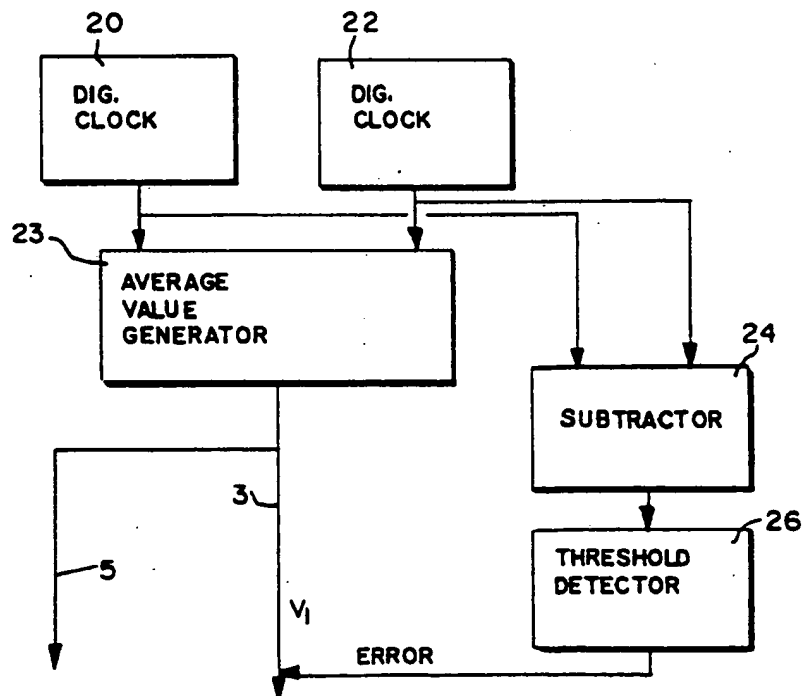 20
22
DIG.
CLOCK
DIG.
CLOCK
23
AVERAGE
VALUE
GENERATOR
24
SUBTRACTOR
3
26
THRESHOLD
DETECTOR
5
V1
ERROR